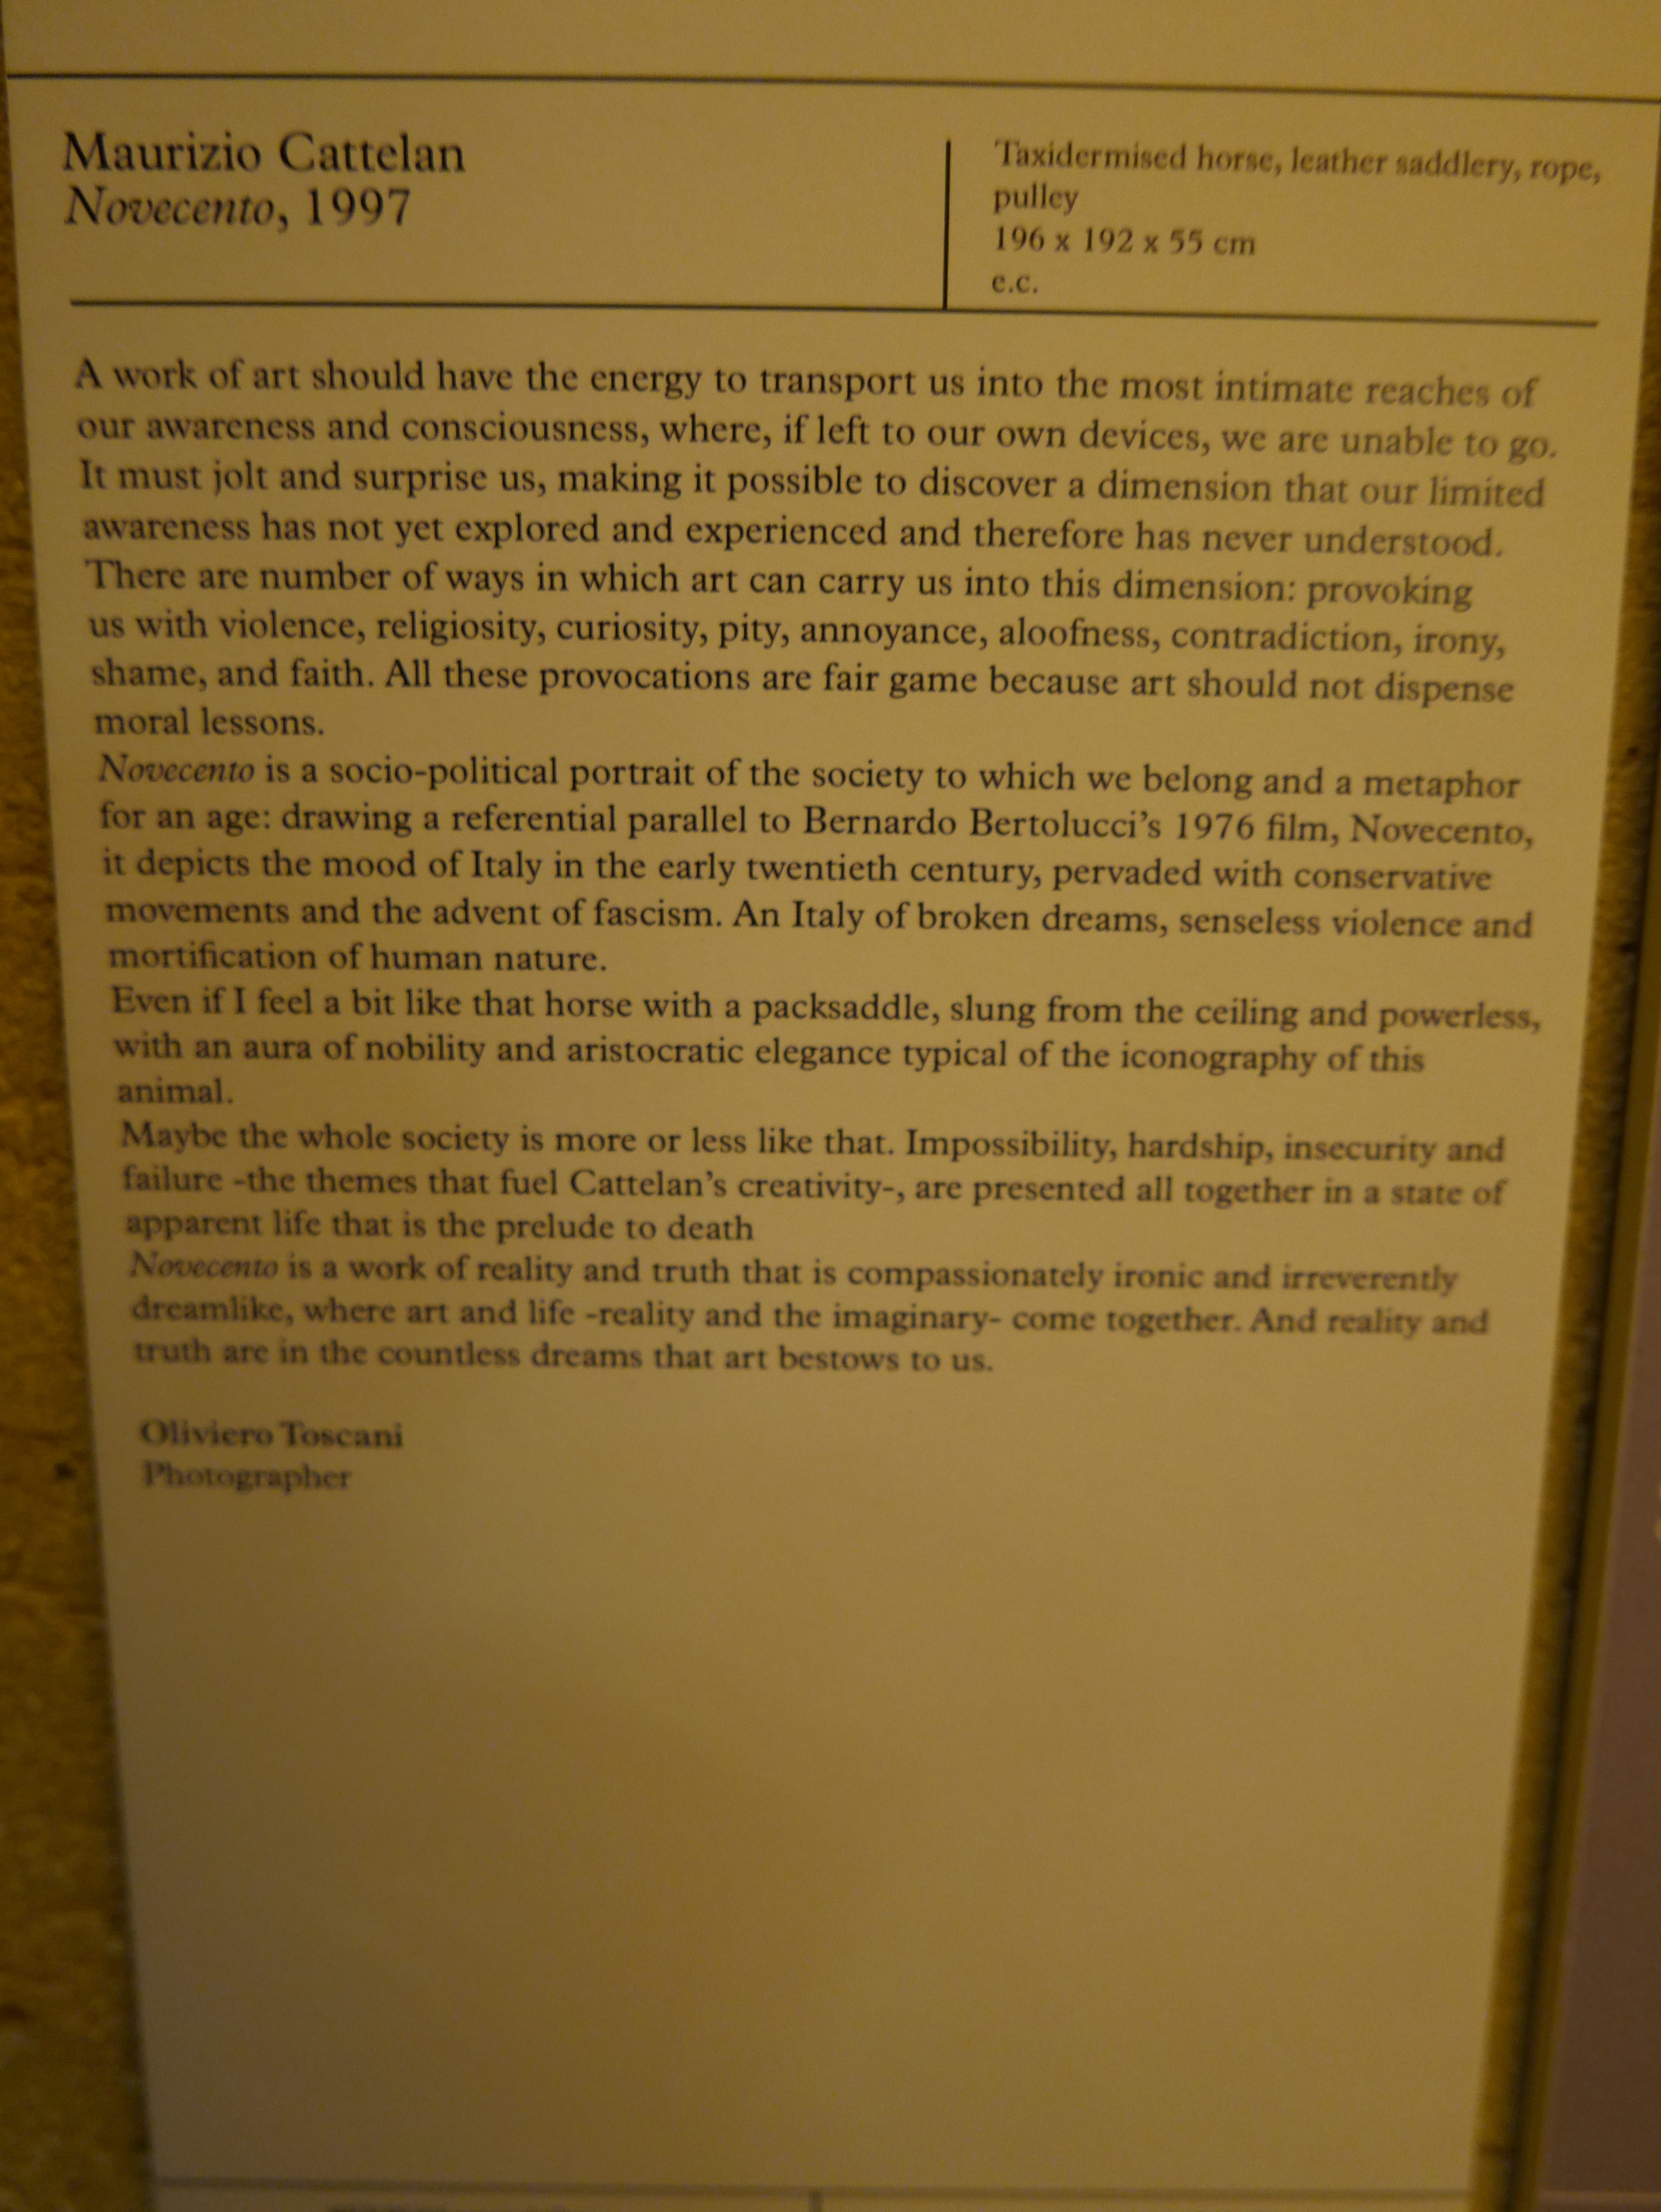 Maurizio Cattelan
Novecento, 1997
Taxidermised horse, leather saddlery, rope,
pulley
196 x 192 x 55 cm
e.c.
A work of art should have the energy to transport us into the most intimate reaches of
our awareness and consciousness, where, if left to our own devices, we are unable to go.
It must jolt and surprise us, making it possible to discover a dimension that our limited
awareness has not yet explored and experienced and therefore has never understood.
There are number of ways in which art can carry us into this dimension: provoking
us with violence, religiosity, curiosity, pity, annoyance, aloofness, contradiction, irony,
shame, and faith. All these provocations are fair game because art should not dispense
moral lessons.
Novecento is a socio-political portrait of the society to which we belong and a metaphor
for an age: drawing a referential parallel to Bernardo Bertolucci's 1976 film, Novecento,
it depicts the mood of Italy in the early twentieth century, pervaded with conservative
movements and the advent of fascism. An Italy of broken dreams, senseless violence and
mortification of human nature.
Even if I feel a bit like that horse with a packsaddle, slung from the ceiling and powerless,
with an aura of nobility and aristocratic elegance typical of the iconography of this
animal.
Maybe the whole society is more or less like that. Impossibility, hardship, insecurity and
failure -the themes that fuel Cattelan's creativity-, are presented all together in a state of
apparent life that is the prelude to death
Novecento is a work of reality and truth that is compassionately ironic and irreverently
dreamlike, where art and life -reality and the imaginary- come together. And reality and
truth are in the countless dreams that art bestows to us.
Oliviero Toscani
Photographer